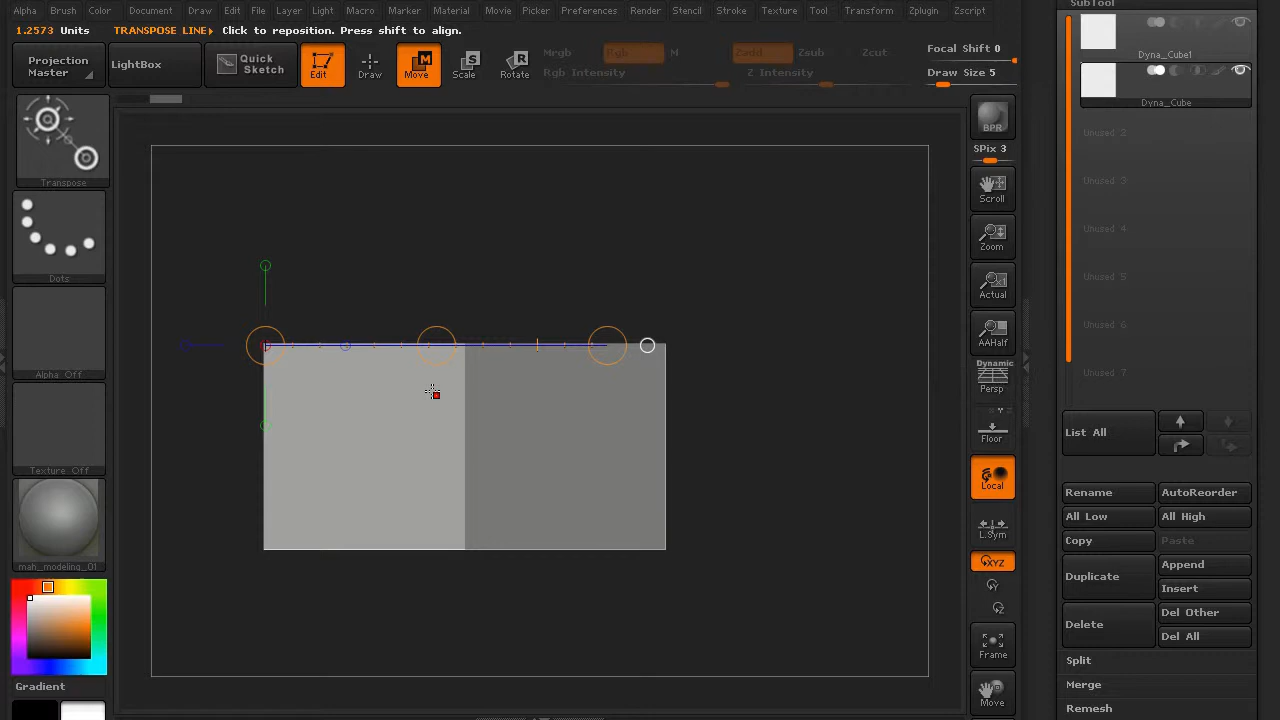 Alpha Brush Color Document Draw Edit File Layer Light Macro Marker Material Movie Picker Preferences Render Stencil Stroke Texture Tool Transform Zplugin Zscript
SubTool
1.2573 Units TRANSPOSE LINE> Click to reposition. Press shift to align.
Projection
Master
LightBox
Quick
Sketch
Edit
Draw
Move
Scale
Rotate
Mrgb
Rgb
M
Zadd
Zsub
Zcut
Rgb Intensity
Z Intensity
Focal Shift 0
Draw Size 5
Dyna_Cube1
Dyna_Cube
Unused 2
Unused 3
Unused 4
Unused 5
Unused 6
Unused 7
Transpose
Dots
Alpha Off
Texture Off
mah_modeling_01
Gradient
BPR
SPix 3
Scroll
Zoom
Actual
AAHalf
Dynamic
Persp
Floor
Local
L.Sym
XYZ
Y
Z
Frame
Move
List All
Rename
AutoReorder
All Low
All High
Copy
Paste
Duplicate
Append
Insert
Delete
Del Other
Del All
Split
Merge
Remesh